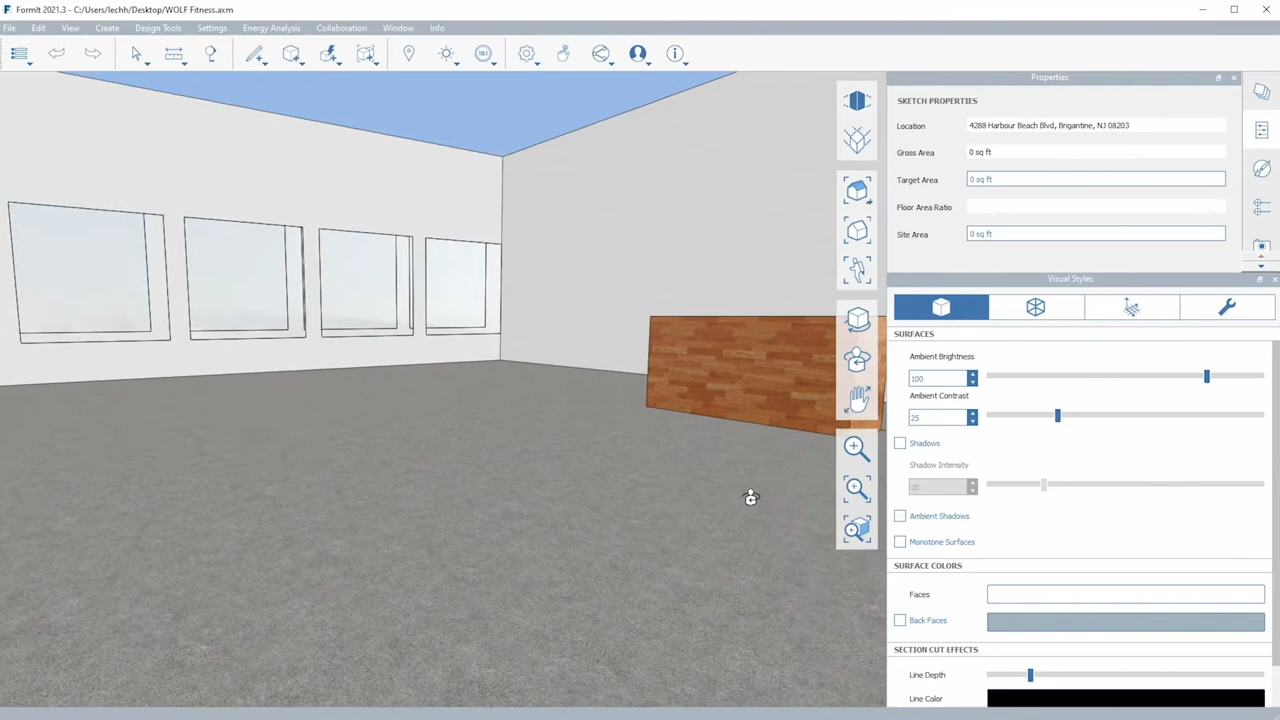 FormIt 2021.3 - C:/Users/lechh/Desktop/WOLF Fitness.axm
File Edit View Create Design Tools Settings Energy Analysis Collaboration Window Info
19.1
Properties
SKETCH PROPERTIES
Location 4288 Harbour Beach Blvd, Brigantine, NJ 08203
Gross Area 0 sq ft
Target Area 0 sq ft
Floor Area Ratio
Site Area 0 sq ft
Visual Styles
SURFACES
Ambient Brightness
100
Ambient Contrast
25
Shadows
Shadow Intensity
20
Ambient Shadows
Monotone Surfaces
SURFACE COLORS
Faces
Back Faces
SECTION CUT EFFECTS
Line Depth
Line Color